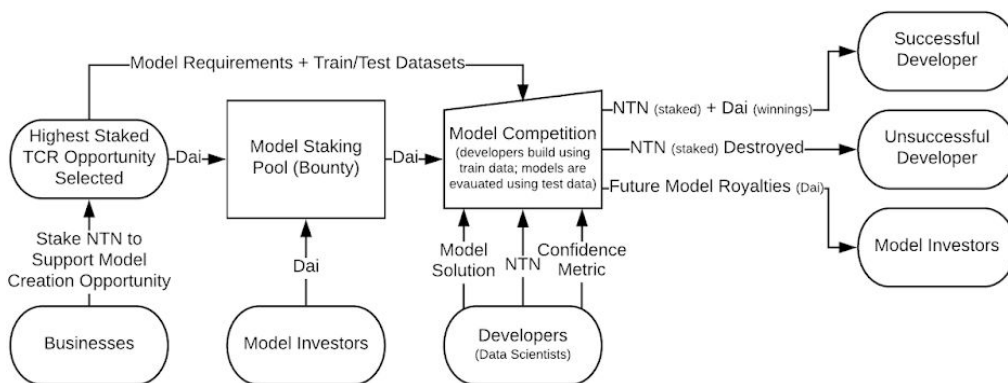 Model Requirements + Train/Test Datasets
Highest Staked
TCR Opportunity
Selected
Dai
Model Staking
Pool (Bounty)
Dai
Model Competition
(developers build using
train data; models are
evauated using test data)
NTN (staked) + Dai (winnings)
Successful
Developer
NTN (staked) Destroyed
Unsuccessful
Developer
Future Model Royalties (Dai)
Model Investors
Stake NTN to
Support Model
Creation Opportunity
Dai
Model
Solution
NTN
Confidence
Metric
Businesses
Model Investors
Developers
(Data Scientists)